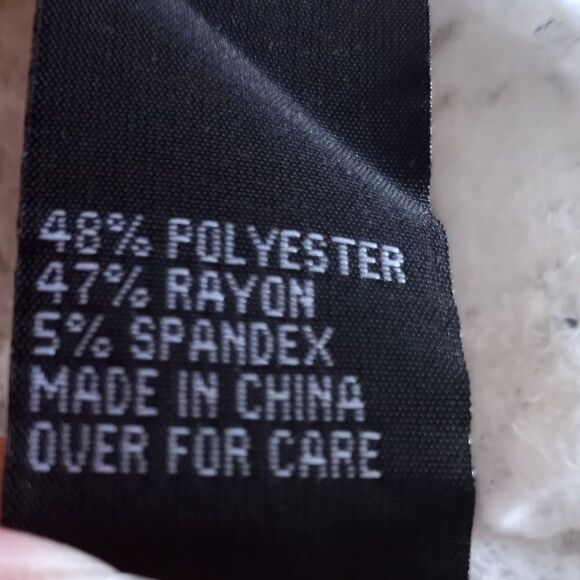 48% POLYESTER
47% RAYON
5% SPANDEX
MADE IN CHINA
OVER FOR CARE